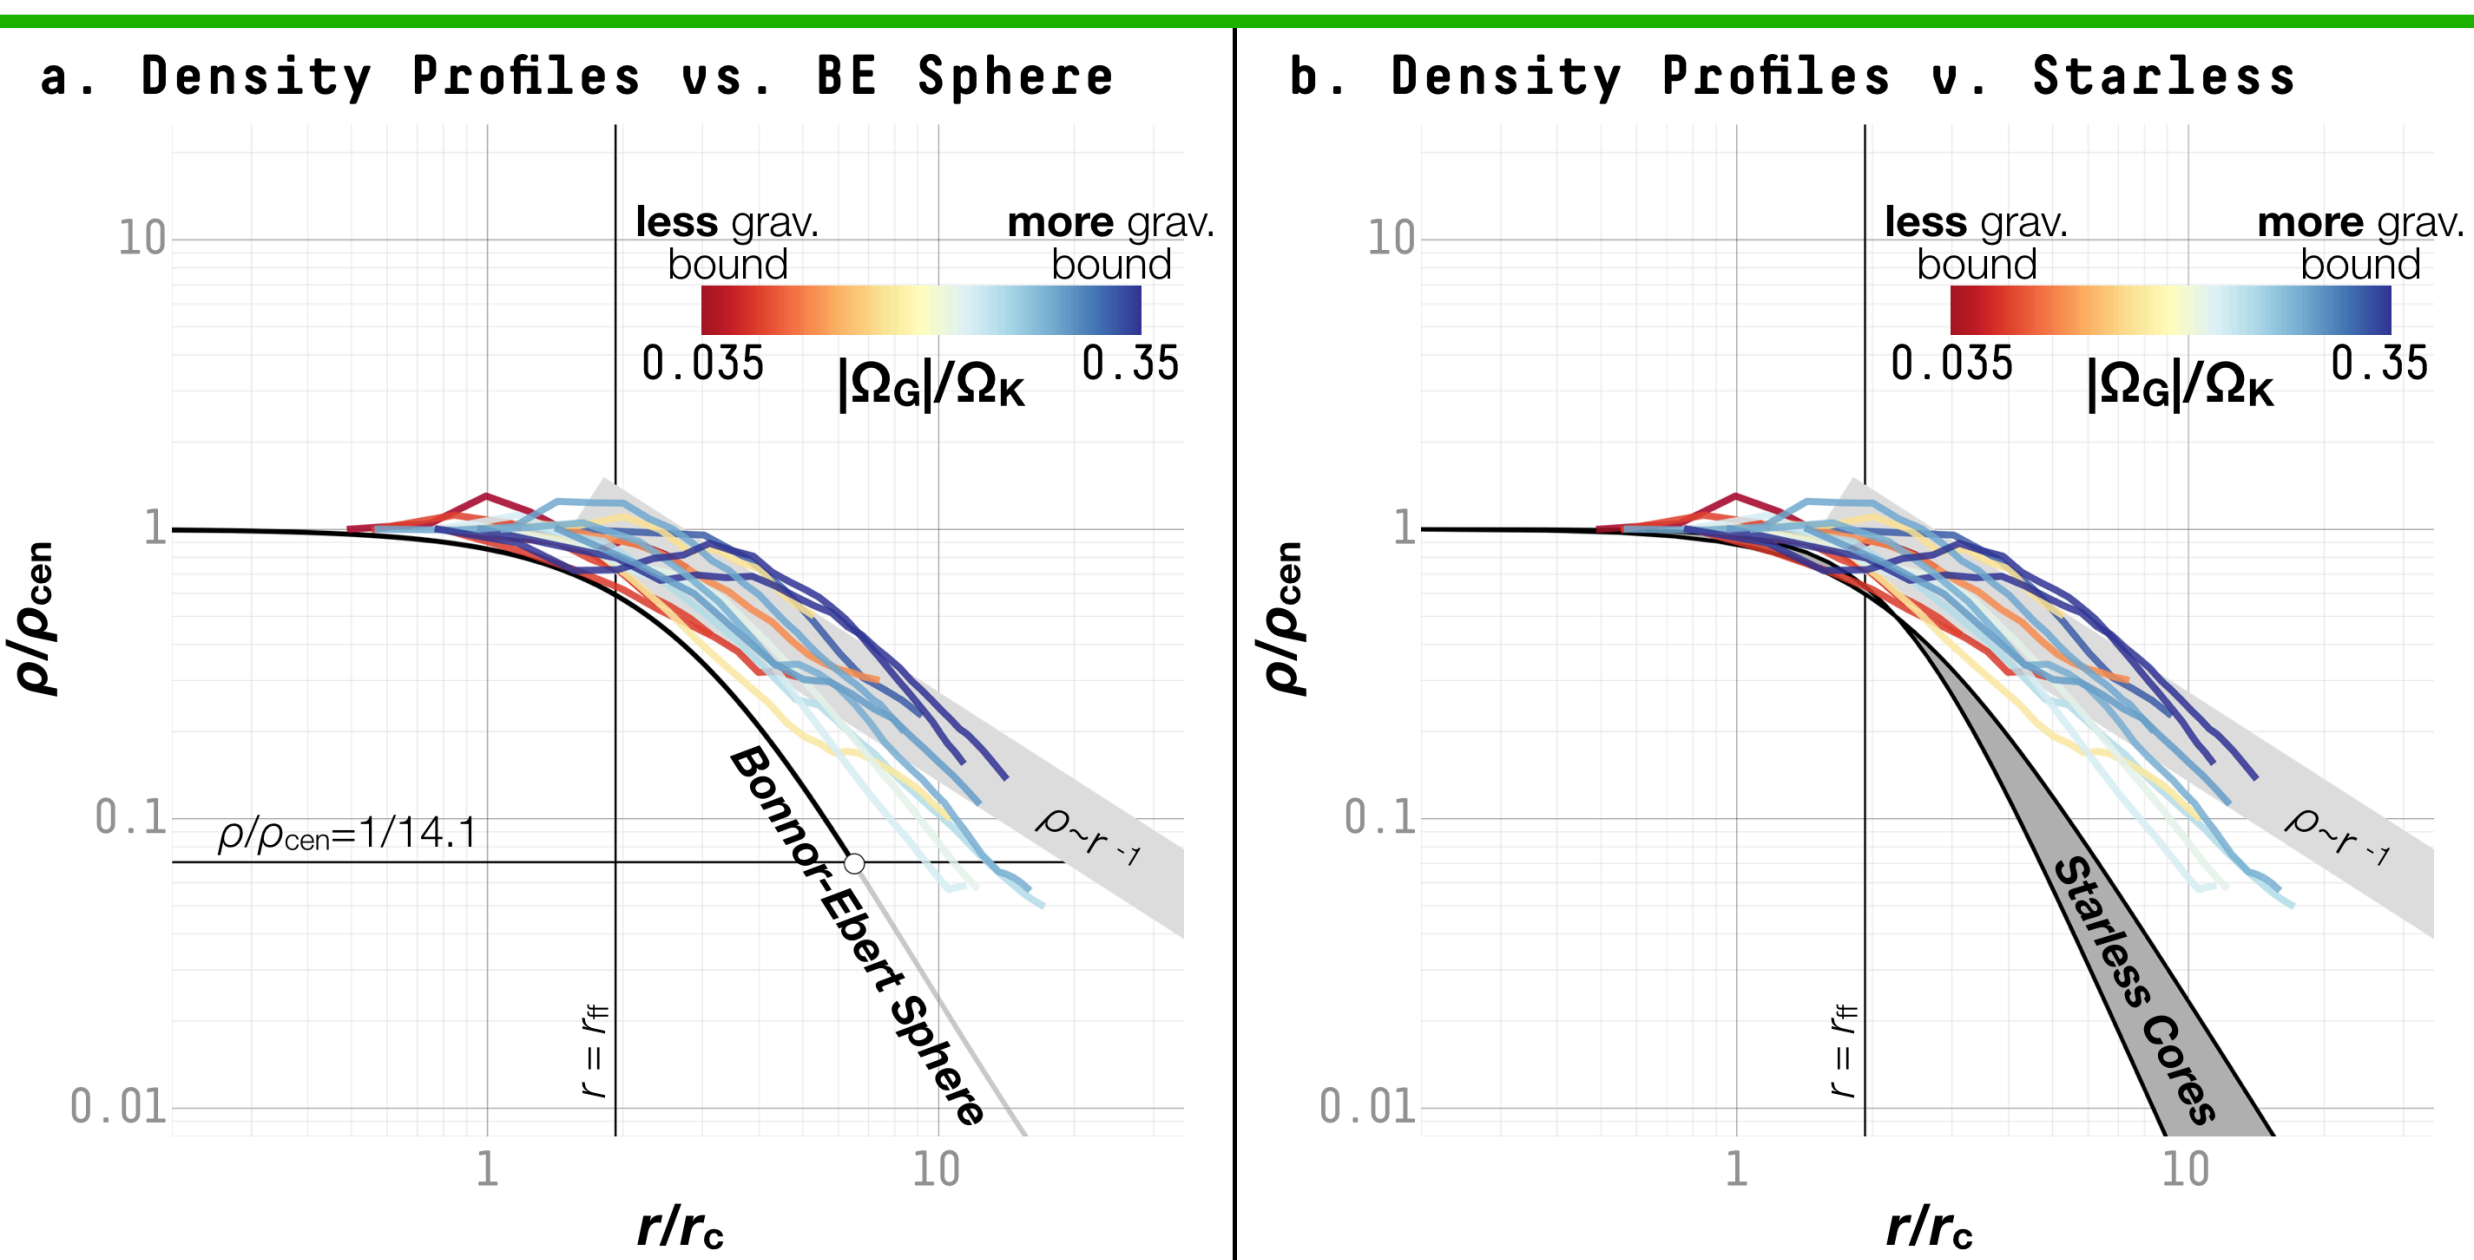 a. Density Profiles vs. BE Sphere
less grav. bound
more grav. bound
0.035
0.35
|ΩG|/ΩK
10
1
0.1
0.01
ρ/ρcen
ρ/ρcen=1/14.1
Bonnor-Ebert Sphere
ρ~r -1
r = rff
1
10
r/rc
b. Density Profiles v. Starless
less grav. bound
more grav. bound
0.035
0.35
|ΩG|/ΩK
10
1
0.1
0.01
ρ/ρcen
Starless Cores
ρ~r -1
r = rff
1
10
r/rc